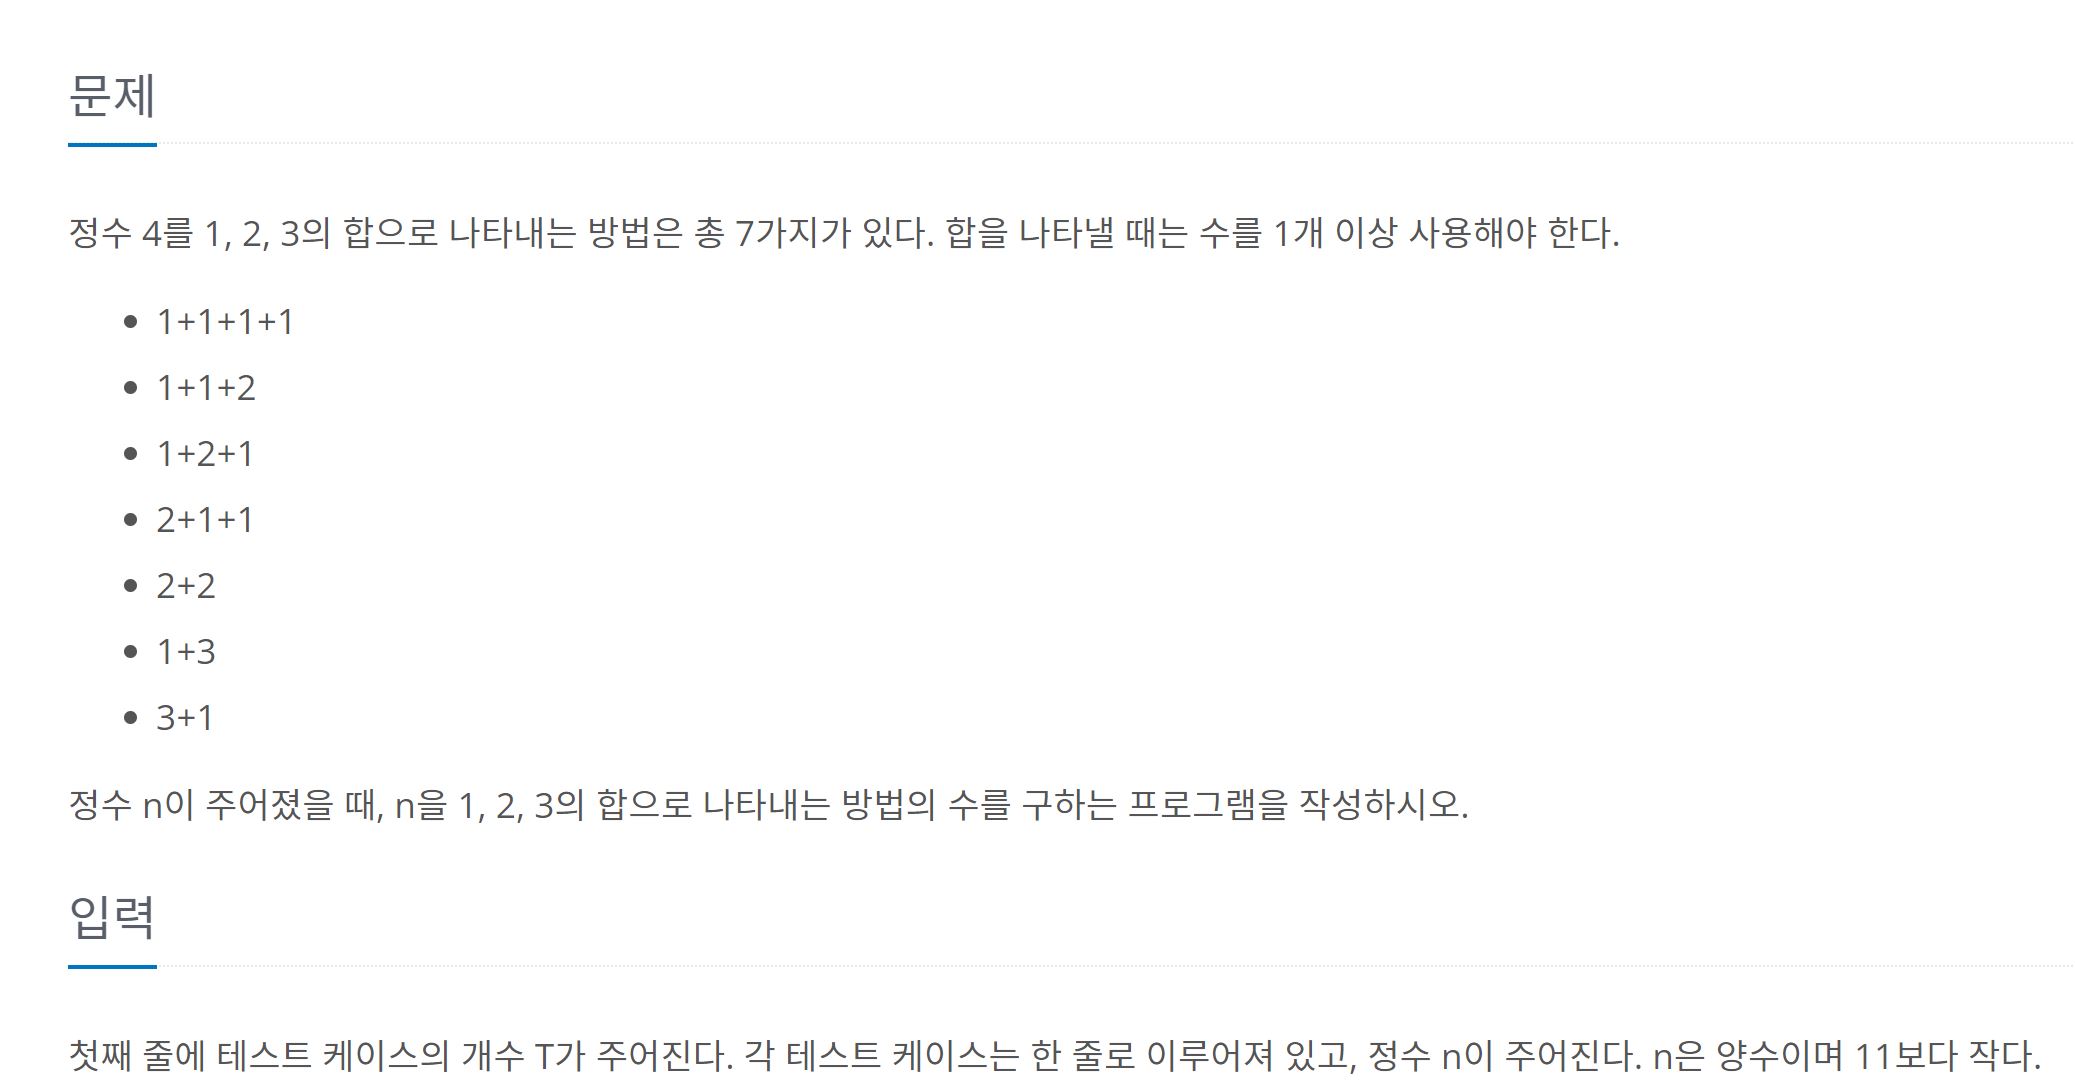 문제
정수 4를 1, 2, 3의 합으로 나타내는 방법은 총 7가지가 있다. 합을 나타낼 때는 수를 1개 이상 사용해야 한다.
1+1+1+1
1+1+2
1+2+1
2+1+1
2+2
1+3
3+1
정수 n이 주어졌을 때, n을 1, 2, 3의 합으로 나타내는 방법의 수를 구하는 프로그램을 작성하시오.
입력
첫째 줄에 테스트 케이스의 개수 T가 주어진다. 각 테스트 케이스는 한 줄로 이루어져 있고, 정수 n이 주어진다. n은 양수이며 11보다 작다.